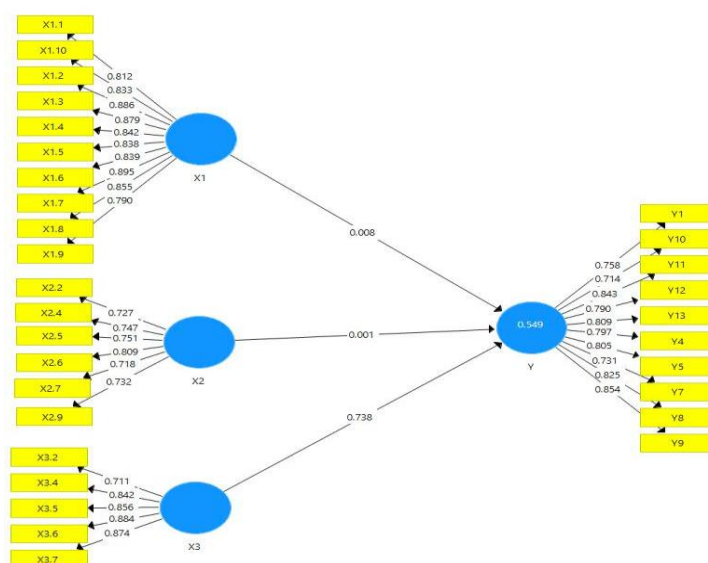 X1.1
X1.10
X1.2
X1.3
X1.4
X1.5
X1.6
X1.7
X1.8
X1.9
0.812
0.833
0.886
0.879
0.842
0.838
0.839
0.895
0.855
0.790
X1
0.008
X2.2
X2.4
X2.5
X2.6
X2.7
X2.9
0.727
0.747
0.751
0.809
0.718
0.732
X2
0.001
X3.2
X3.4
X3.5
X3.6
X3.7
0.711
0.842
0.856
0.884
0.874
X3
0.738
0.549
Y
0.758
0.714
0.843
0.790
0.809
0.797
0.805
0.731
0.825
0.854
Y1
Y10
Y11
Y12
Y13
Y4
Y5
Y7
Y8
Y9